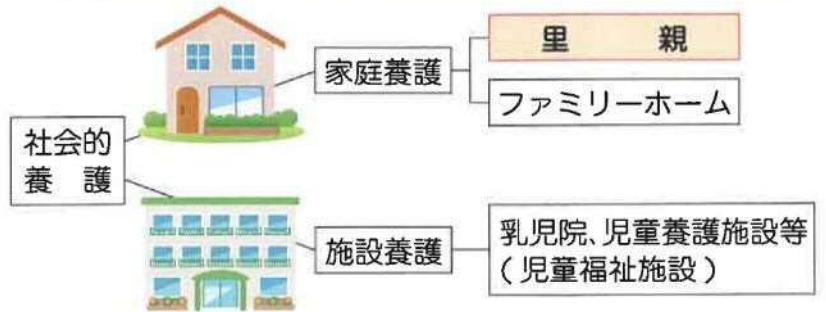 社会的
養　護
家庭養護
里　　親
ファミリーホーム
施設養護
乳児院、児童養護施設等
（児童福祉施設）